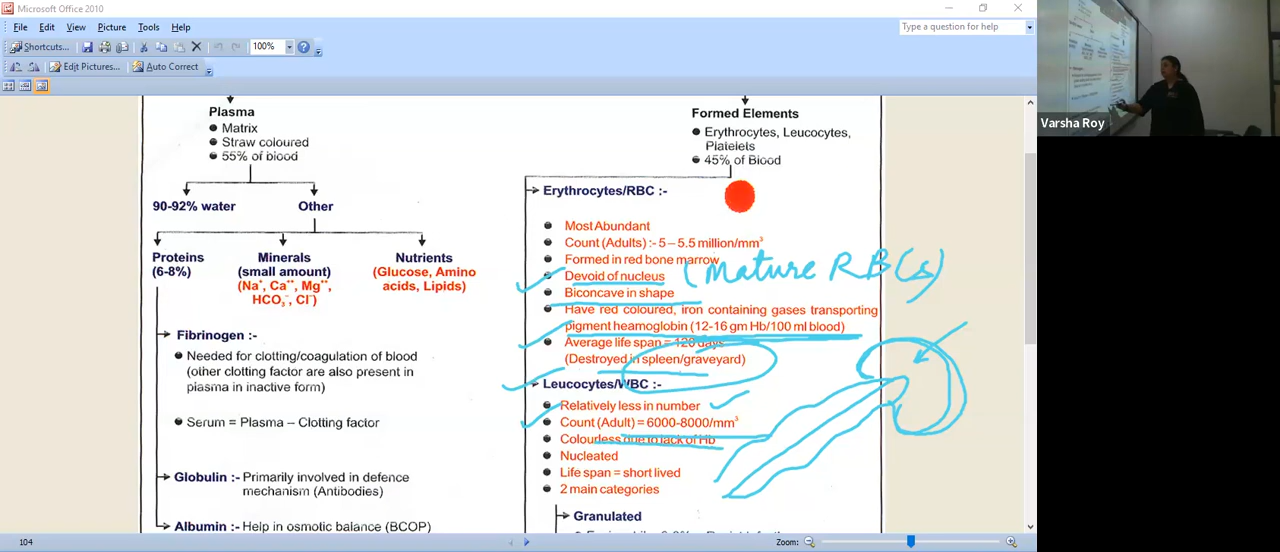 Microsoft Office 2010
File Edit View Picture Tools Help
Type a question for help
Shortcuts...
100%
Edit Pictures...
Auto Correct
Varsha Roy
Plasma
Matrix
Straw coloured
55% of blood
90-92% water
Other
Proteins
(6-8%)
Minerals
(small amount)
(Na⁺, Ca⁺⁺, Mg⁺⁺,
HCO₃⁻, Cl⁻)
Nutrients
(Glucose, Amino
acids, Lipids)
Fibrinogen :-
Needed for clotting/coagulation of blood
(other clotting factor are also present in
plasma in inactive form)
Serum = Plasma – Clotting factor
Globulin :- Primarily involved in defence
mechanism (Antibodies)
Albumin :- Help in osmotic balance (BCOP)
Formed Elements
Erythrocytes, Leucocytes,
Platelets
45% of Blood
Erythrocytes/RBC :-
Most Abundant
Count (Adults) :- 5 – 5.5 million/mm³
Formed in red bone marrow
Devoid of nucleus (Mature RBCs)
Biconcave in shape
Have red coloured, iron containing gases transporting
pigment heamoglobin (12-16 gm Hb/100 ml blood)
Average life span = 120 days
(Destroyed in spleen/graveyard)
Leucocytes/WBC :-
Relatively less in number
Count (Adult) = 6000-8000/mm³
Colourless due to lack of Hb
Nucleated
Life span = short lived
2 main categories
Granulated
104
Zoom: